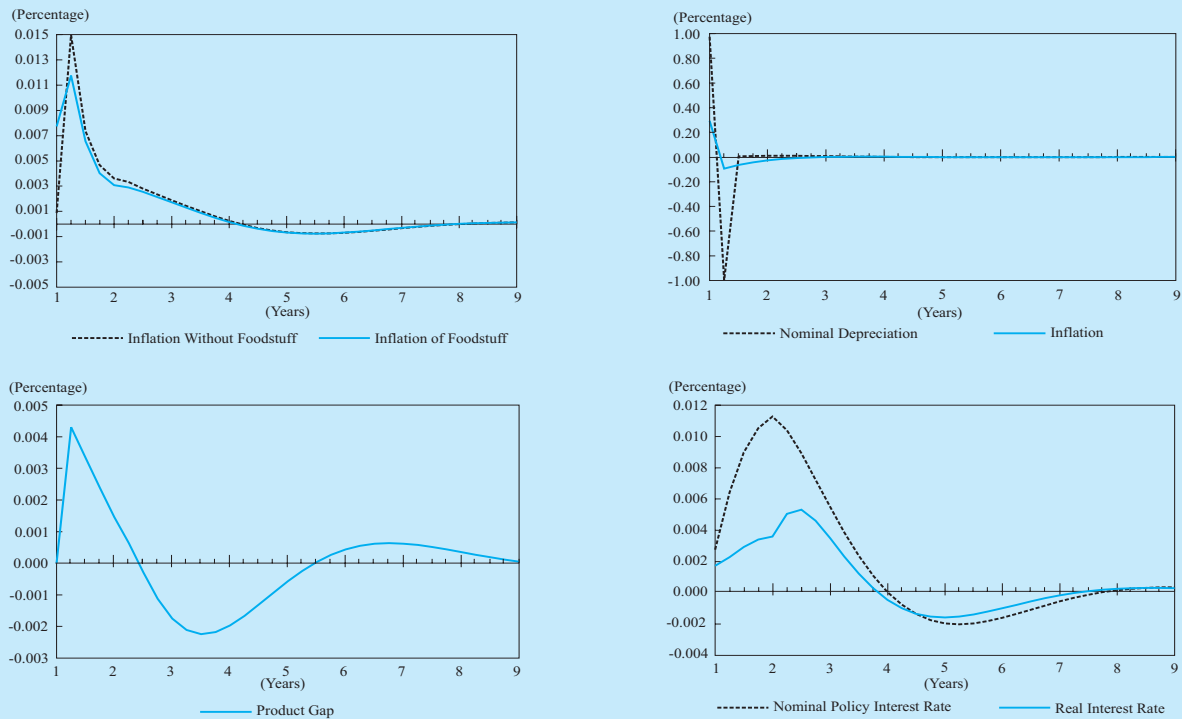 (Percentage)
0.015
0.013
0.011
0.009
0.007
0.005
0.003
0.001
-0.001
-0.003
-0.005
1 2 3 4 5 6 7 8 9
(Years)
Inflation Without Foodstuff Inflation of Foodstuff
(Percentage)
1.00
0.80
0.60
0.40
0.20
0.00
-0.20
-0.40
-0.60
-0.80
-1.00
1 2 3 4 5 6 7 8 9
(Years)
Nominal Depreciation Inflation
(Percentage)
0.005
0.004
0.003
0.002
0.001
0.000
-0.001
-0.002
-0.003
1 2 3 4 5 6 7 8 9
(Years)
Product Gap
(Percentage)
0.012
0.010
0.008
0.006
0.004
0.002
0.000
-0.002
-0.004
1 2 3 4 5 6 7 8 9
(Years)
Nominal Policy Interest Rate Real Interest Rate